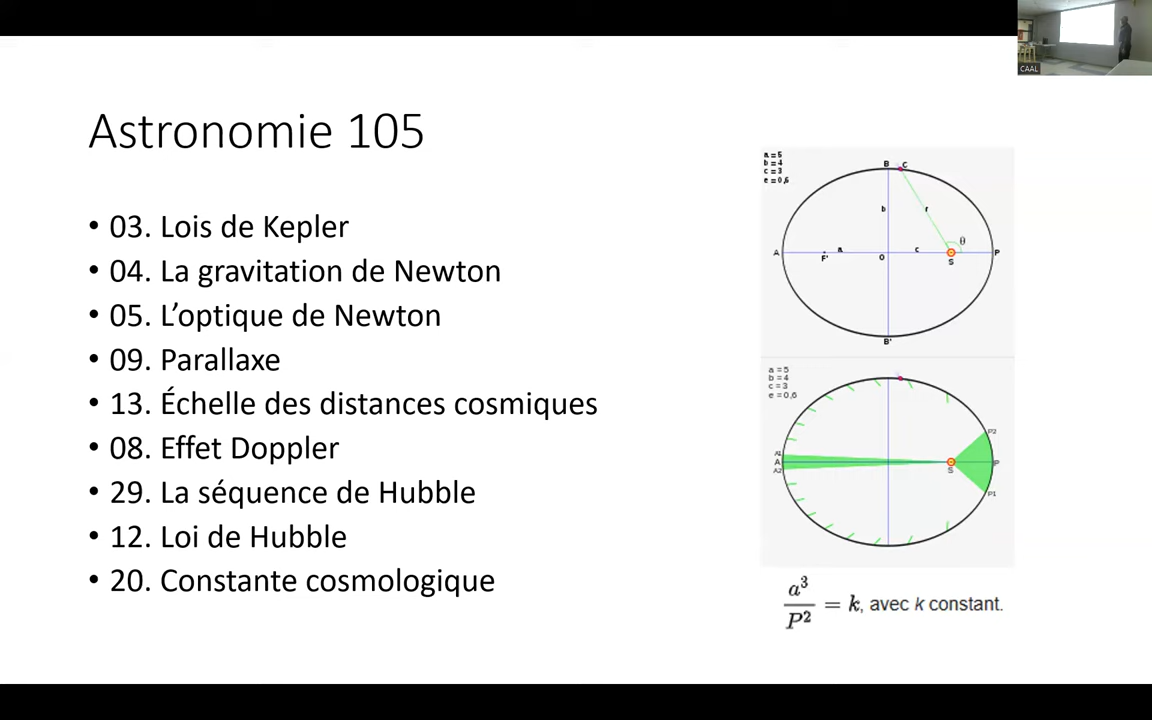 CAAL
Astronomie 105
• 03. Lois de Kepler
• 04. La gravitation de Newton
• 05. L’optique de Newton
• 09. Parallaxe
• 13. Échelle des distances cosmiques
• 08. Effet Doppler
• 29. La séquence de Hubble
• 12. Loi de Hubble
• 20. Constante cosmologique
a = 5
b = 4
c = 3
e = 0,6
B C
b r
θ
A F' a O c S P
B'
a = 5
b = 4
c = 3
e = 0,6
P2
A1
A S P
A2
P1
a³/P² = k, avec k constant.